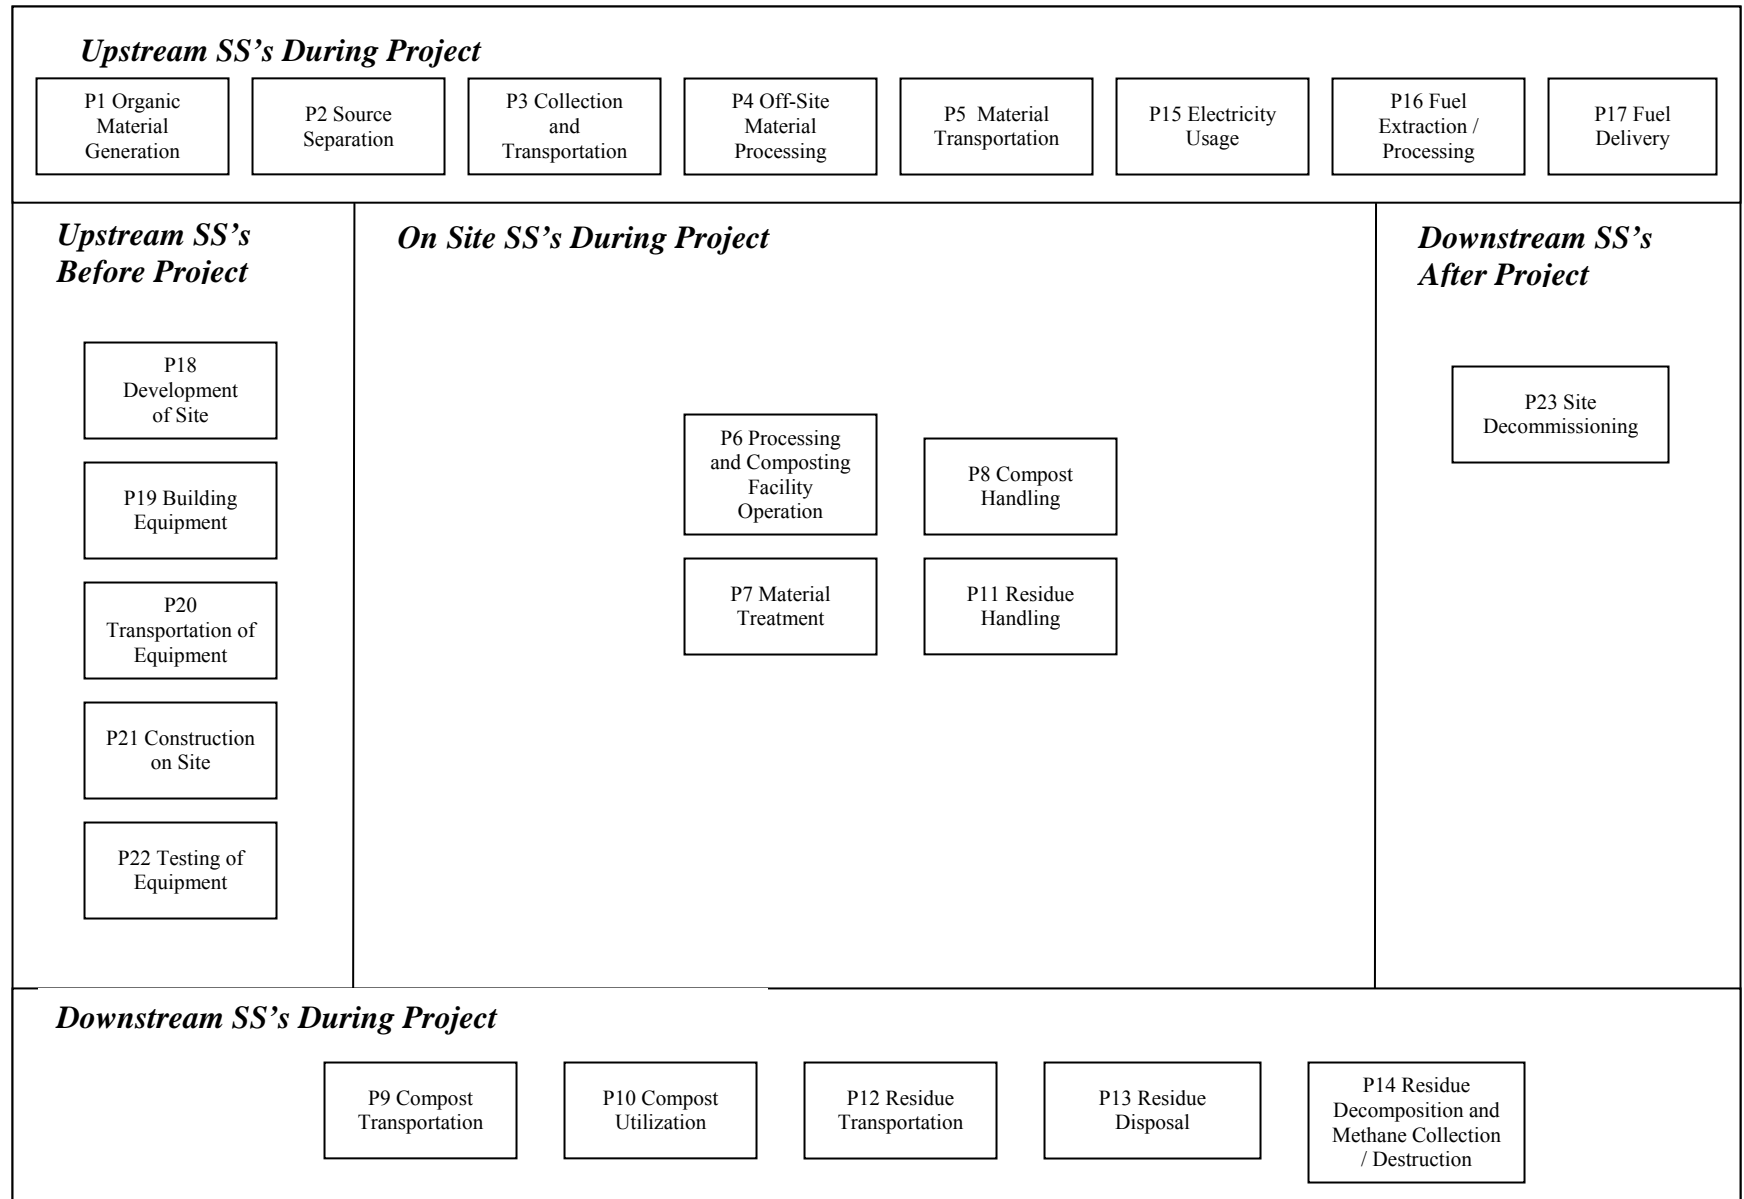 Upstream SS’s During Project
P1 Organic
Material
Generation
P2 Source
Separation
P3 Collection
and
Transportation
P4 Off-Site
Material
Processing
P5 Material
Transportation
P15 Electricity
Usage
P16 Fuel
Extraction /
Processing
P17 Fuel
Delivery
Upstream SS’s
Before Project
P18
Development
of Site
P19 Building
Equipment
P20
Transportation of
Equipment
P21 Construction
on Site
P22 Testing of
Equipment
On Site SS’s During Project
P6 Processing
and Composting
Facility
Operation
P8 Compost
Handling
P7 Material
Treatment
P11 Residue
Handling
Downstream SS’s
After Project
P23 Site
Decommissioning
Downstream SS’s During Project
P9 Compost
Transportation
P10 Compost
Utilization
P12 Residue
Transportation
P13 Residue
Disposal
P14 Residue
Decomposition and
Methane Collection
/ Destruction